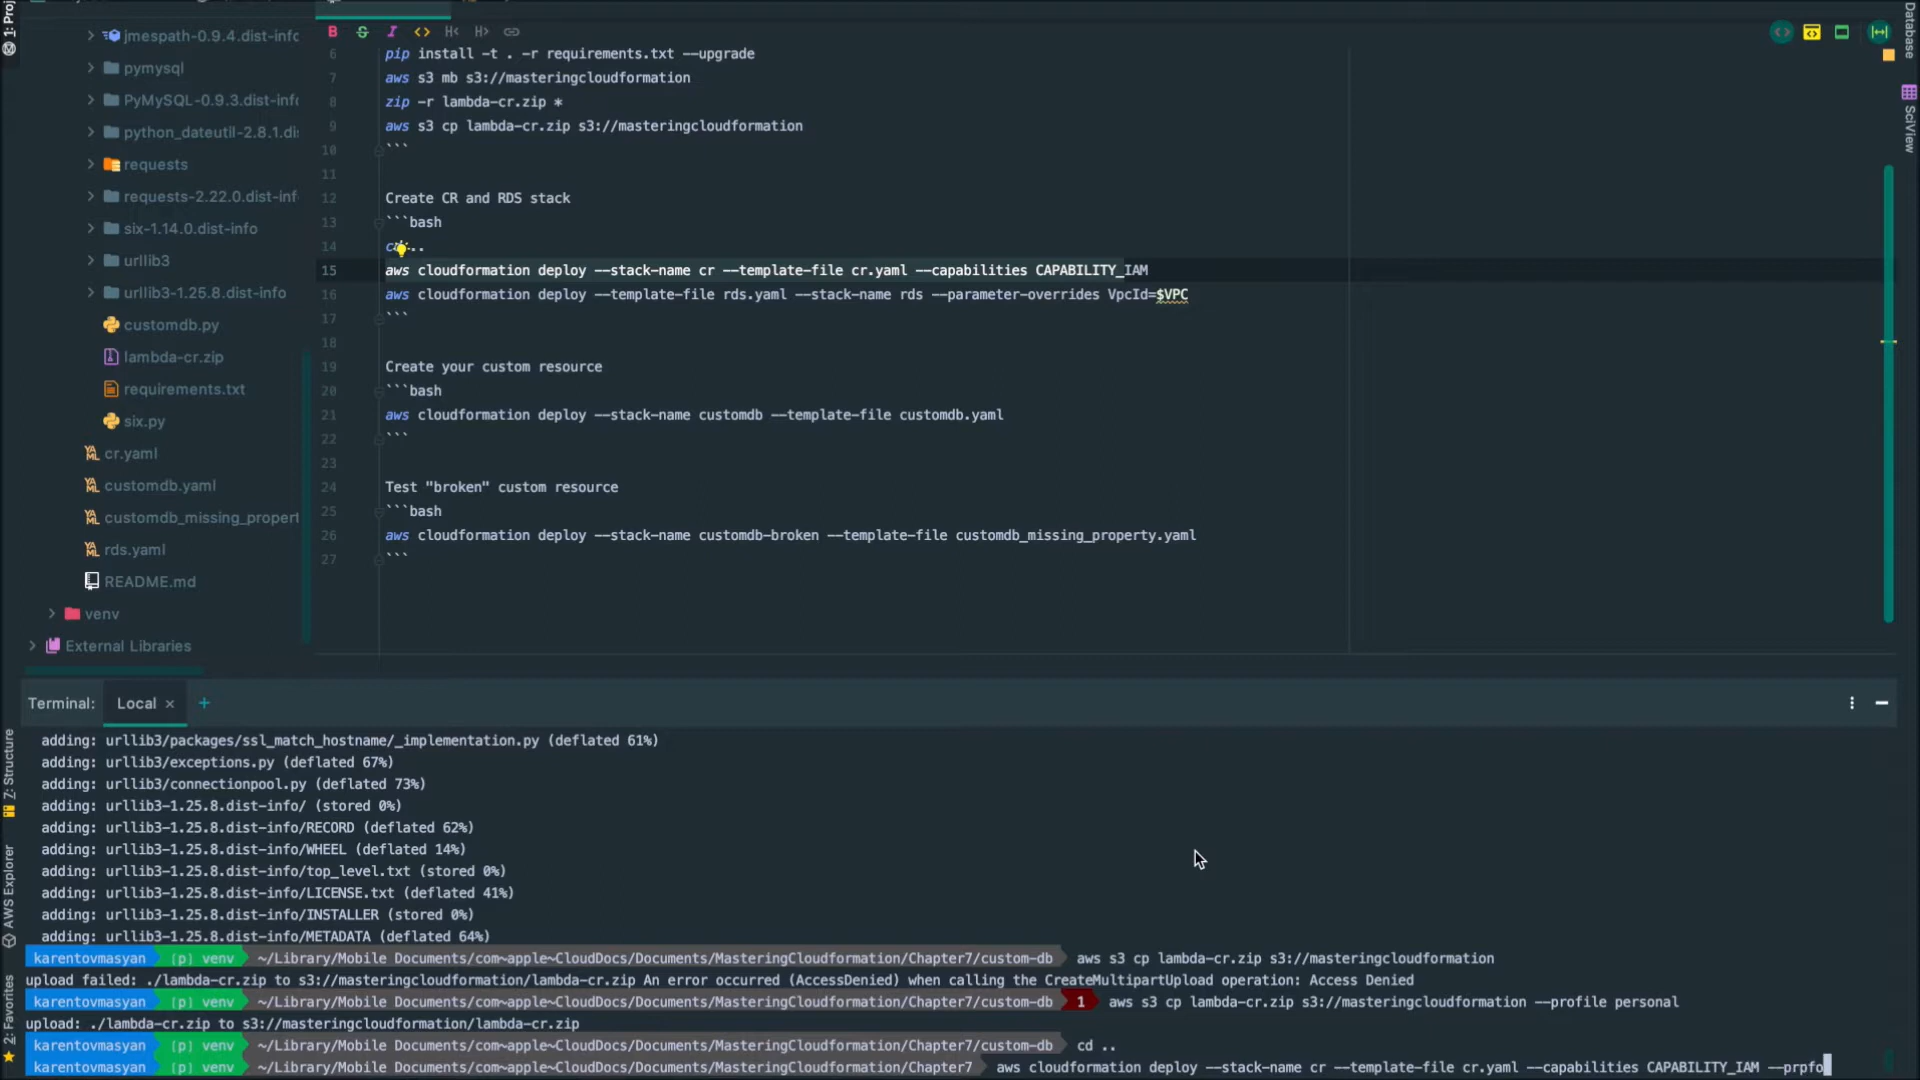 1: Proj
jmespath-0.9.4.dist-info
pymysql
PyMySQL-0.9.3.dist-info
python_dateutil-2.8.1.di
requests
requests-2.22.0.dist-inf
six-1.14.0.dist-info
urllib3
urllib3-1.25.8.dist-info
customdb.py
lambda-cr.zip
requirements.txt
six.py
cr.yaml
customdb.yaml
customdb_missing_propert
rds.yaml
README.md
venv
External Libraries
B S I <> H< H>
6 pip install -t . -r requirements.txt --upgrade
7 aws s3 mb s3://masteringcloudformation
8 zip -r lambda-cr.zip *
9 aws s3 cp lambda-cr.zip s3://masteringcloudformation
10 ```
11
12 Create CR and RDS stack
13 ```bash
14 c ..
15 aws cloudformation deploy --stack-name cr --template-file cr.yaml --capabilities CAPABILITY_IAM
16 aws cloudformation deploy --template-file rds.yaml --stack-name rds --parameter-overrides VpcId=$VPC
17 ```
18
19 Create your custom resource
20 ```bash
21 aws cloudformation deploy --stack-name customdb --template-file customdb.yaml
22 ```
23
24 Test "broken" custom resource
25 ```bash
26 aws cloudformation deploy --stack-name customdb-broken --template-file customdb_missing_property.yaml
27 ```
Database
SciView
Terminal: Local × +
Z: Structure
AWS Explorer
2: Favorites
adding: urllib3/packages/ssl_match_hostname/_implementation.py (deflated 61%)
adding: urllib3/exceptions.py (deflated 67%)
adding: urllib3/connectionpool.py (deflated 73%)
adding: urllib3-1.25.8.dist-info/ (stored 0%)
adding: urllib3-1.25.8.dist-info/RECORD (deflated 62%)
adding: urllib3-1.25.8.dist-info/WHEEL (deflated 14%)
adding: urllib3-1.25.8.dist-info/top_level.txt (stored 0%)
adding: urllib3-1.25.8.dist-info/LICENSE.txt (deflated 41%)
adding: urllib3-1.25.8.dist-info/INSTALLER (stored 0%)
adding: urllib3-1.25.8.dist-info/METADATA (deflated 64%)
karentovmasyan [p] venv ~/Library/Mobile Documents/com~apple~CloudDocs/Documents/MasteringCloudformation/Chapter7/custom-db aws s3 cp lambda-cr.zip s3://masteringcloudformation
upload failed: ./lambda-cr.zip to s3://masteringcloudformation/lambda-cr.zip An error occurred (AccessDenied) when calling the CreateMultipartUpload operation: Access Denied
karentovmasyan [p] venv ~/Library/Mobile Documents/com~apple~CloudDocs/Documents/MasteringCloudformation/Chapter7/custom-db 1 aws s3 cp lambda-cr.zip s3://masteringcloudformation --profile personal
upload: ./lambda-cr.zip to s3://masteringcloudformation/lambda-cr.zip
karentovmasyan [p] venv ~/Library/Mobile Documents/com~apple~CloudDocs/Documents/MasteringCloudformation/Chapter7/custom-db cd ..
karentovmasyan [p] venv ~/Library/Mobile Documents/com~apple~CloudDocs/Documents/MasteringCloudformation/Chapter7 aws cloudformation deploy --stack-name cr --template-file cr.yaml --capabilities CAPABILITY_IAM --prpfo